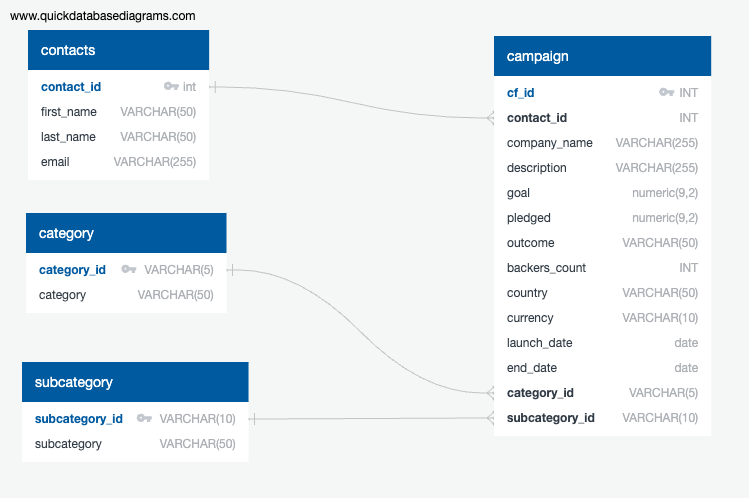 www.quickdatabasediagrams.com
contacts
contact_id int
first_name VARCHAR(50)
last_name VARCHAR(50)
email VARCHAR(255)
category
category_id VARCHAR(5)
category VARCHAR(50)
subcategory
subcategory_id VARCHAR(10)
subcategory VARCHAR(50)
campaign
cf_id INT
contact_id INT
company_name VARCHAR(255)
description VARCHAR(255)
goal numeric(9,2)
pledged numeric(9,2)
outcome VARCHAR(50)
backers_count INT
country VARCHAR(50)
currency VARCHAR(10)
launch_date date
end_date date
category_id VARCHAR(5)
subcategory_id VARCHAR(10)